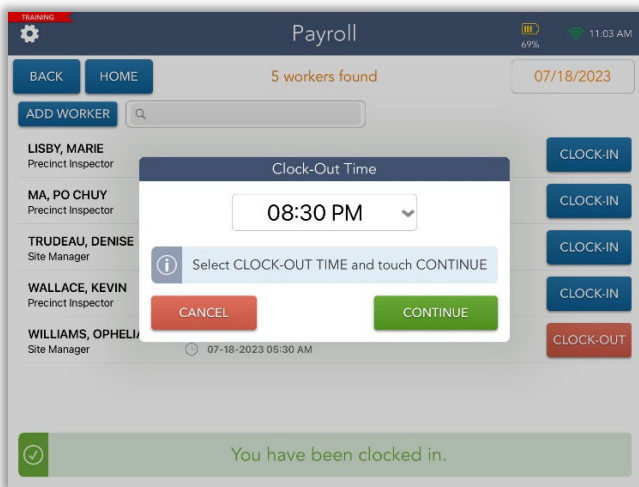 TRAINING
Payroll
69%
11:03 AM
BACK
HOME
5 workers found
07/18/2023
ADD WORKER
LISBY, MARIE
Precinct Inspector
CLOCK-IN
MA, PO CHUY
Precinct Inspector
CLOCK-IN
TRUDEAU, DENISE
Site Manager
CLOCK-IN
WALLACE, KEVIN
Precinct Inspector
CLOCK-IN
WILLIAMS, OPHELI
Site Manager
07-18-2023 05:30 AM
CLOCK-OUT
Clock-Out Time
08:30 PM
Select CLOCK-OUT TIME and touch CONTINUE
CANCEL
CONTINUE
You have been clocked in.